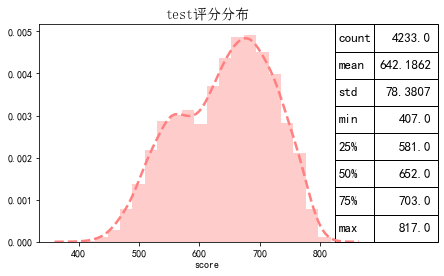 test评分分布
0.005
0.004
0.003
0.002
0.001
0.000
400 500 600 700 800
score
count 4233.0
mean 642.1862
std 78.3807
min 407.0
25% 581.0
50% 652.0
75% 703.0
max 817.0